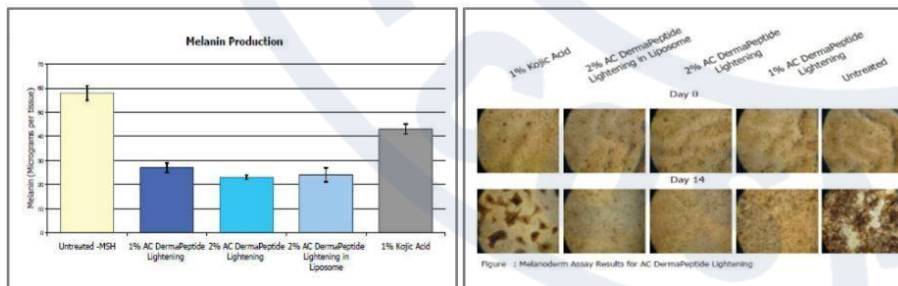 Melanin Production
Melanin (Micrograms per tissue)
70
60
50
40
30
20
10
0
Untreated -MSH
1% AC DermaPeptide
Lightening
2% AC DermaPeptide
Lightening
2% AC DermaPeptide
Lightening in
Liposome
1% Kojic Acid
1% Kojic Acid
2% AC DermaPeptide
Lightening in Liposome
2% AC DermaPeptide
Lightening
1% AC DermaPeptide
Lightening
Untreated
Day 0
Day 14
Figure : Melanoderm Assay Results for AC DermaPeptide Lightening